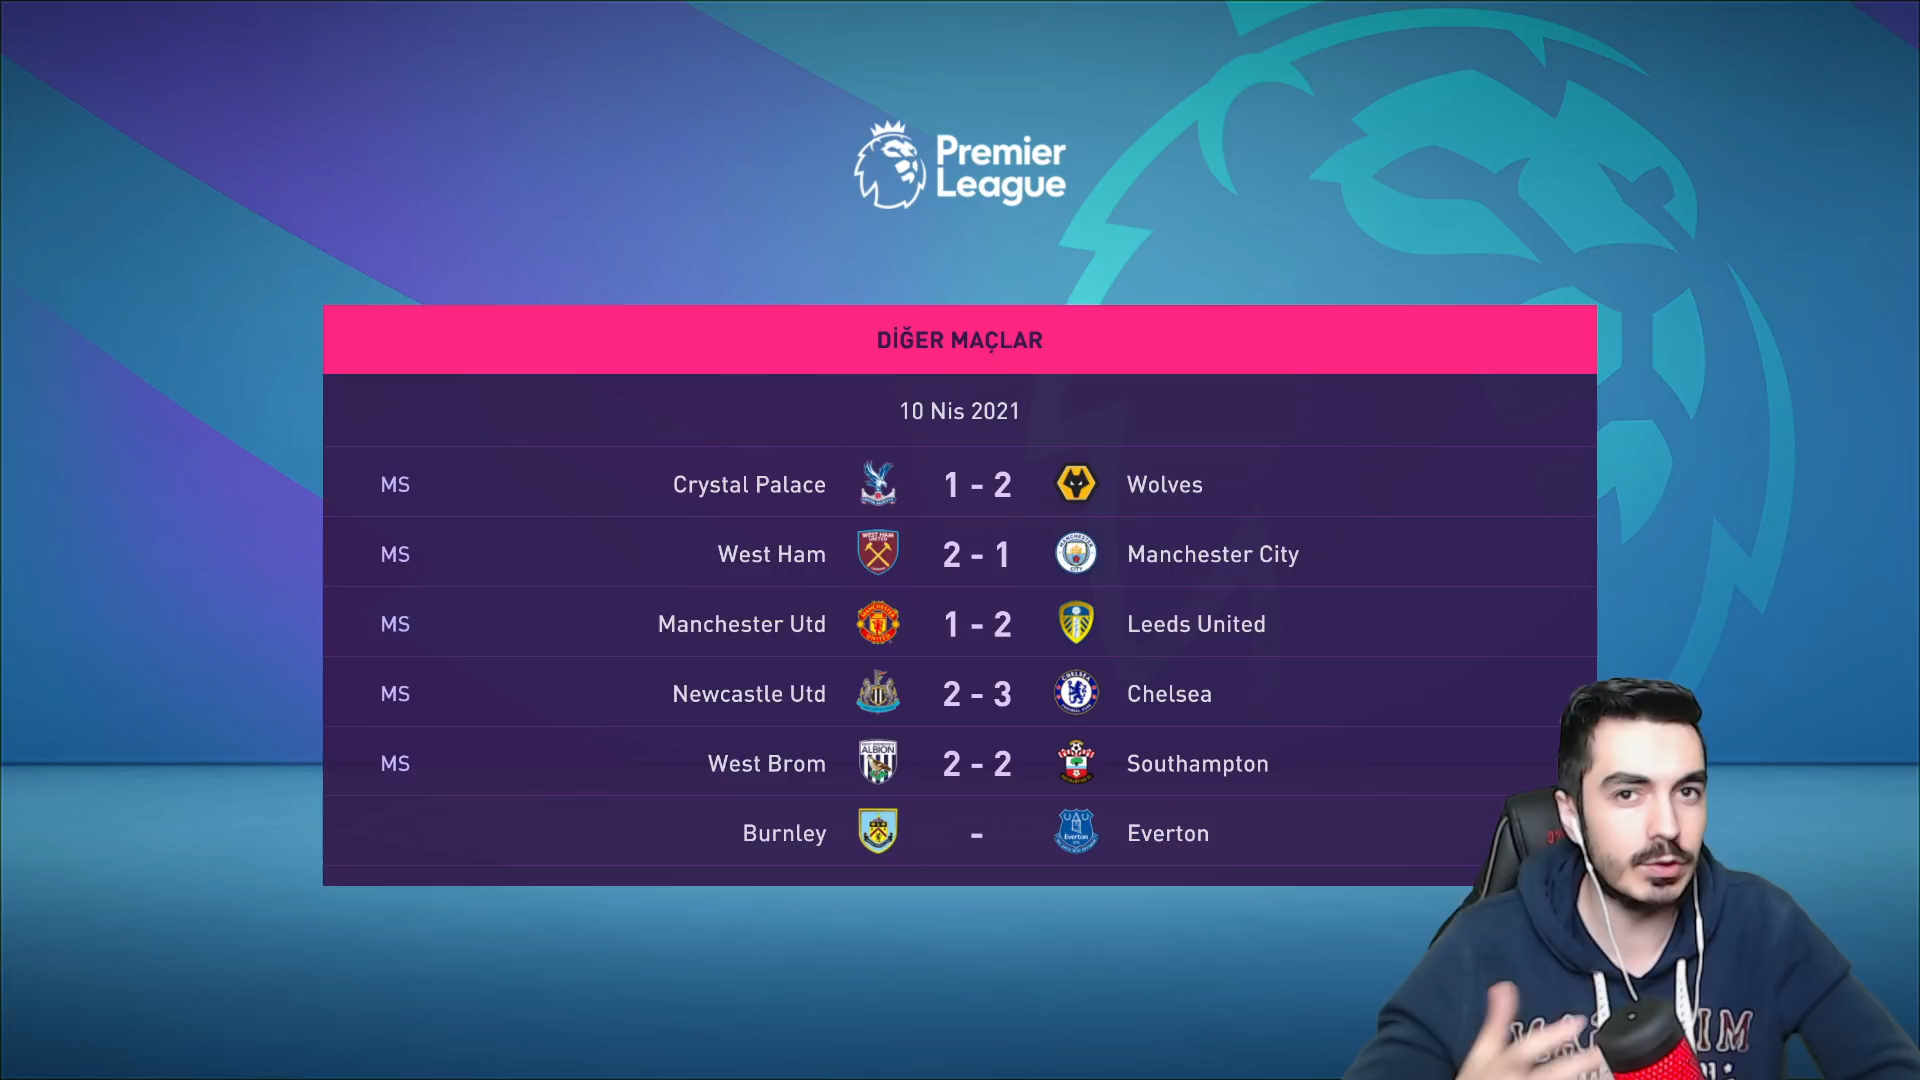 Premier
League
DİĞER MAÇLAR
10 Nis 2021
MS Crystal Palace 1 - 2 Wolves
MS West Ham 2 - 1 Manchester City
MS Manchester Utd 1 - 2 Leeds United
MS Newcastle Utd 2 - 3 Chelsea
MS West Brom 2 - 2 Southampton
Burnley - Everton